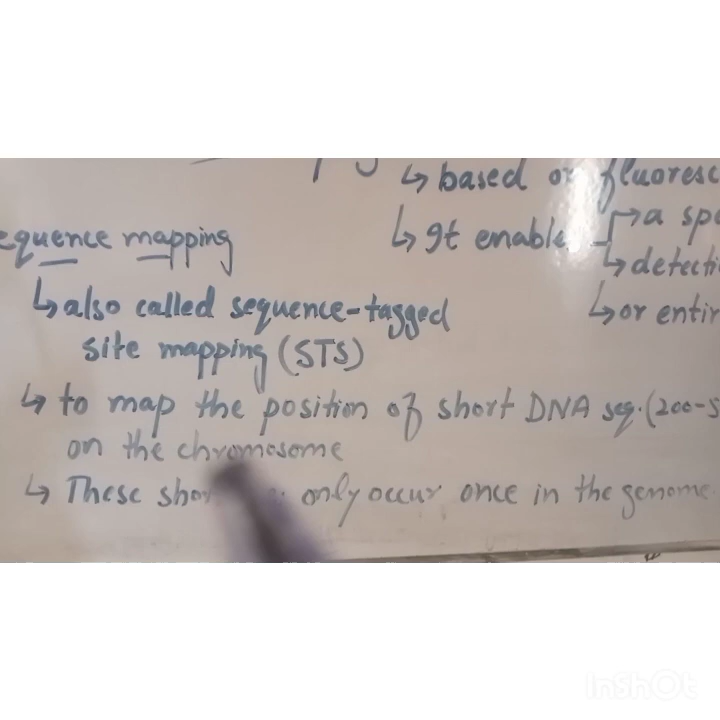 ↳ based on fluoresc
equence mapping
↳ It enable
→ a spe
↳ detecti
↳ or entir
↳ also called sequence-tagged
site mapping (STS)
↳ to map the position of short DNA seq. (200-5
on the chromosome
↳ These only occur once in the genome
InShOt